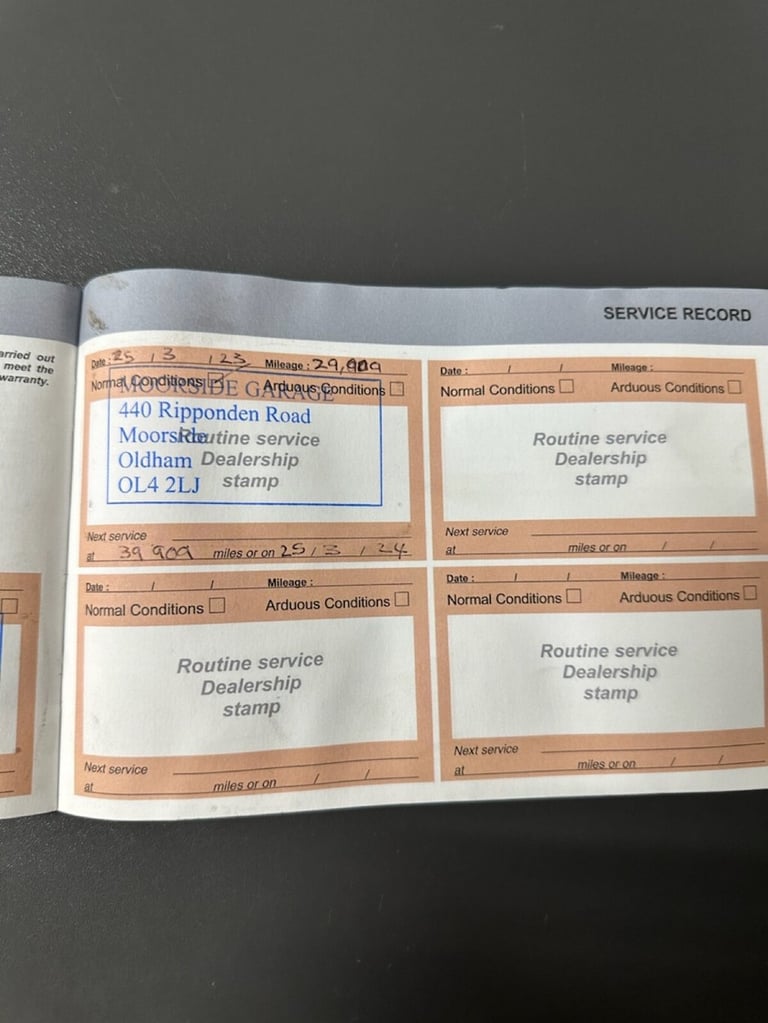 SERVICE RECORD
arried out
meet the
warranty.
Date : 25 / 3 / 23 Mileage : 29,909
Normal Conditions Arduous Conditions
MOORSIDE GARAGE
440 Ripponden Road
Moorside
Oldham
OL4 2LJ
Routine service
Dealership
stamp
Next service
at 39 909 miles or on 25 / 3 / 24
Date : / / Mileage :
Normal Conditions Arduous Conditions
Routine service
Dealership
stamp
Next service
at miles or on / /
Date : / / Mileage :
Normal Conditions Arduous Conditions
Routine service
Dealership
stamp
Next service
at miles or on / /
Date : / / Mileage :
Normal Conditions Arduous Conditions
Routine service
Dealership
stamp
Next service
at miles or on / /